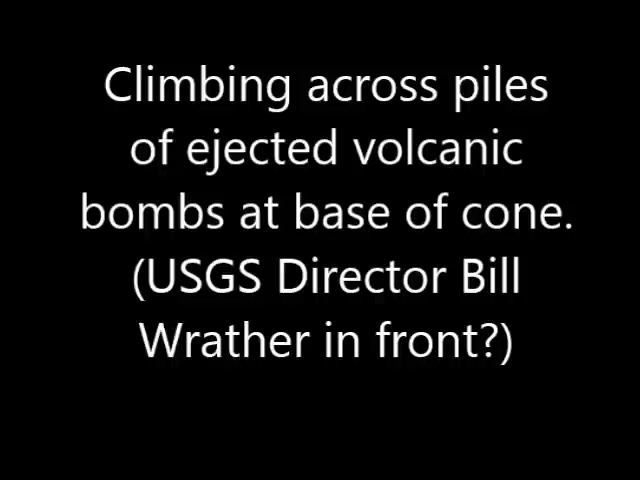 Climbing across piles
of ejected volcanic
bombs at base of cone.
(USGS Director Bill
Wrather in front?)